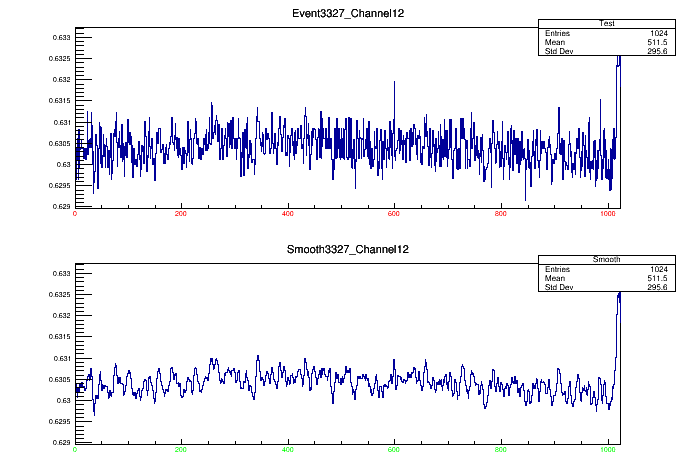 Event3327_Channel12
Test
Entries 1024
Mean 511.5
Std Dev 295.6
0.633
0.6325
0.632
0.6315
0.631
0.6305
0.63
0.6295
0.629
0 200 400 600 800 1000
Smooth3327_Channel12
Smooth
Entries 1024
Mean 511.5
Std Dev 295.6
0.633
0.6325
0.632
0.6315
0.631
0.6305
0.63
0.6295
0.629
0 200 400 600 800 1000